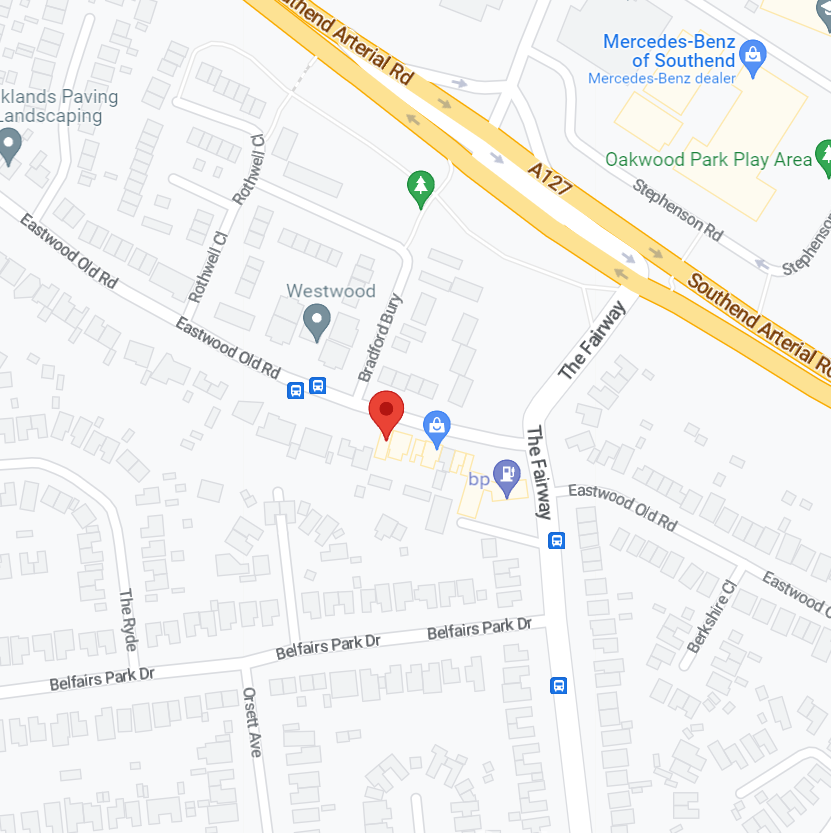 Southend Arterial Rd
Mercedes-Benz
of Southend
Mercedes-Benz dealer
klands Paving
Landscaping
Rothwell Cl
A127
Oakwood Park Play Area
Stephenson Rd
Stephenson
Eastwood Old Rd
Rothwell Cl
Westwood
Southend Arterial Rd
Eastwood Old Rd
Bradford Bury
The Fairway
The Fairway
bp
Eastwood Old Rd
Eastwood O
Berkshire Cl
The Ryde
Belfairs Park Dr
Belfairs Park Dr
Belfairs Park Dr
Orsett Ave